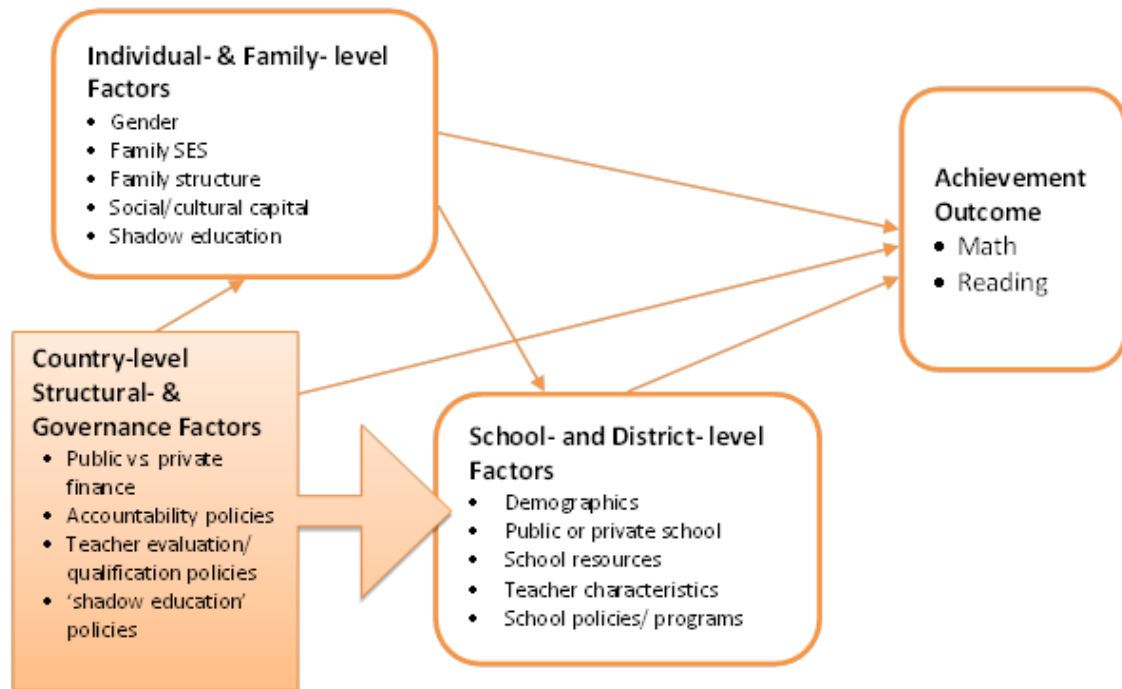 Individual- & Family- level
Factors
• Gender
• Family SES
• Family structure
• Social/cultural capital
• Shadow education
Achievement
Outcome
• Math
• Reading
Country-level
Structural- &
Governance Factors
• Public vs. private
finance
• Accountability policies
• Teacher evaluation/
qualification policies
• ‘shadow education’
policies
School- and District- level
Factors
• Demographics
• Public or private school
• School resources
• Teacher characteristics
• School policies/ programs